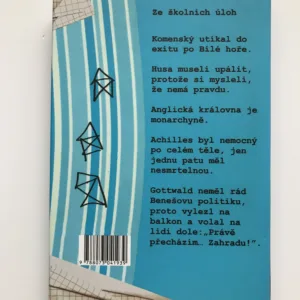 Ze školních úloh
Komenský utíkal do
exitu po Bílé hoře.
Husa museli upálit,
protože si mysleli,
že nemá pravdu.
Anglická královna je
monarchyně.
Achilles byl nemocný
po celém těle, jen
jednu patu měl
nesmrtelnou.
Gottwald neměl rád
Benešovu politiku,
proto vylezl na
balkon a volal na
lidi dole:„Právě
přecházím… Zahradu!".